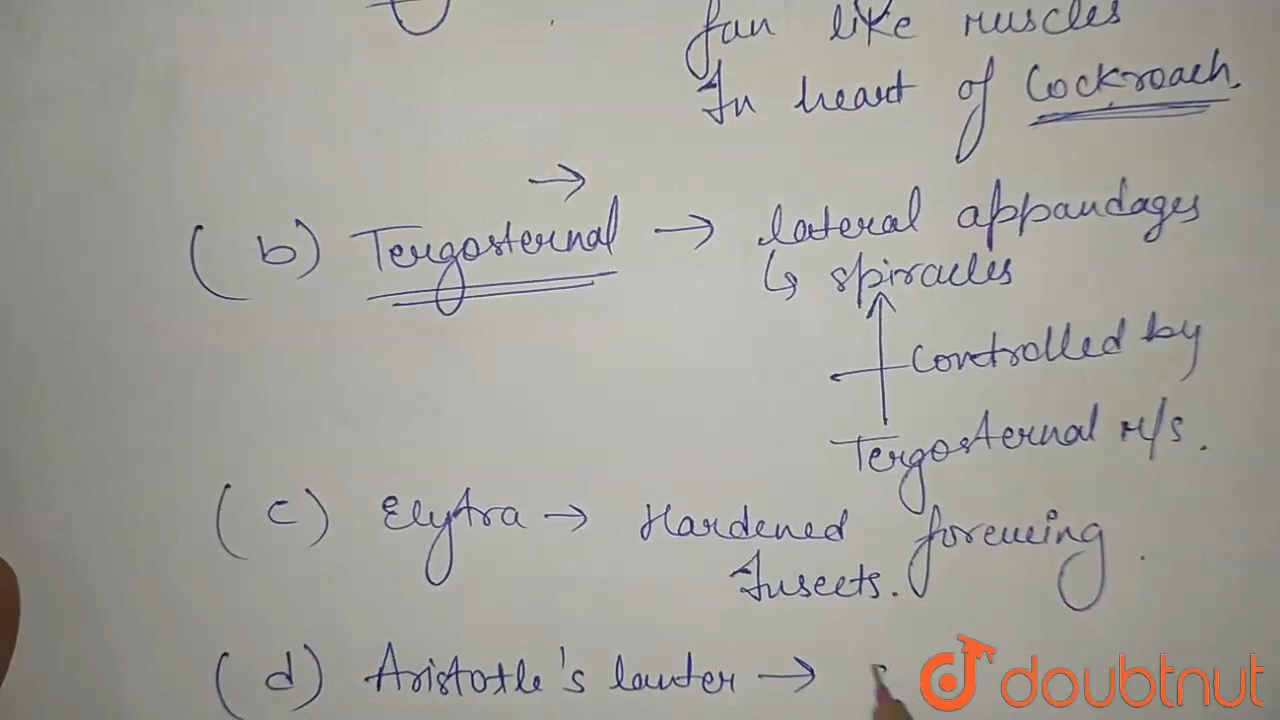 fan like muscles
In heart of Cockroach.
(b) Tergosternal → lateral appandages
↳ spiracles
controlled by
Tergosternal M/s.
(c) Elytra → Hardened forewing
Insects.
(d) Aristotle's lanter →
doubtnut